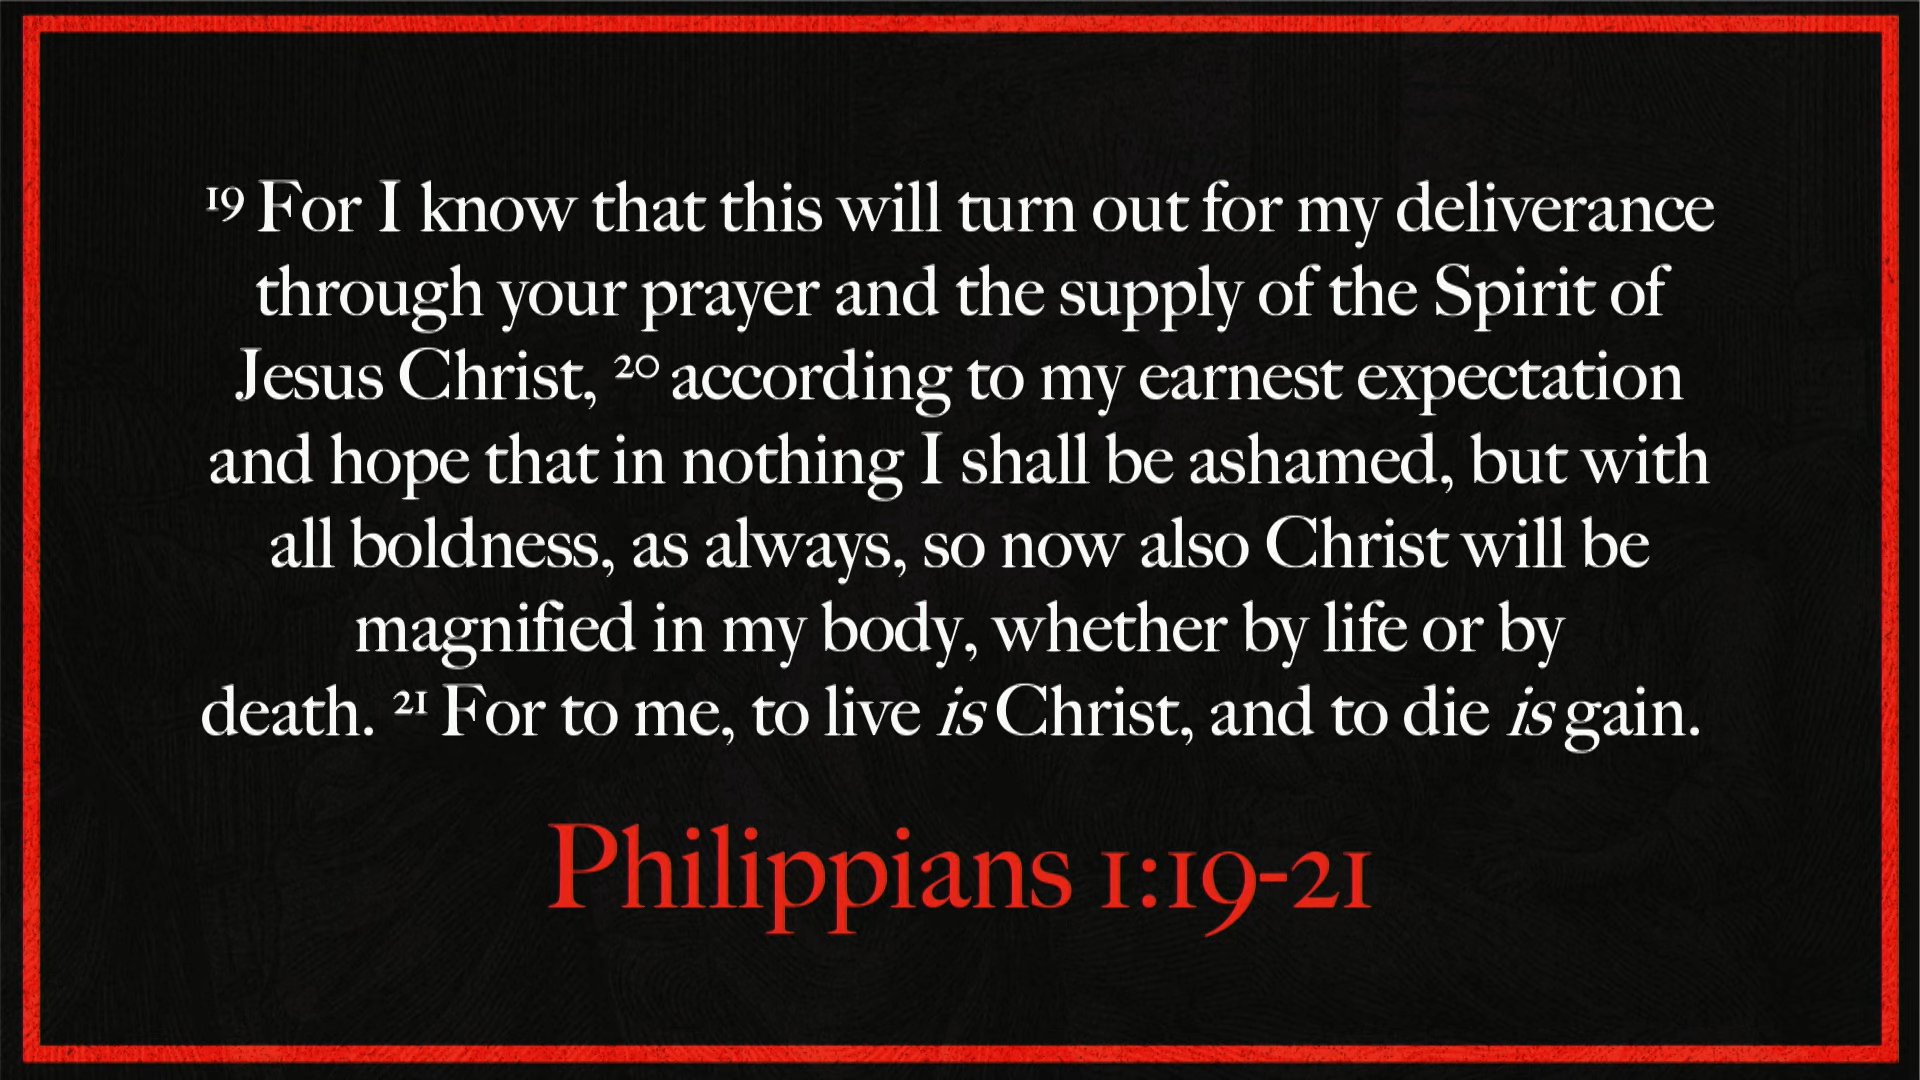 19 For I know that this will turn out for my deliverance
through your prayer and the supply of the Spirit of
Jesus Christ, 20 according to my earnest expectation
and hope that in nothing I shall be ashamed, but with
all boldness, as always, so now also Christ will be
magnified in my body, whether by life or by
death. 21 For to me, to live is Christ, and to die is gain.
Philippians 1:19-21